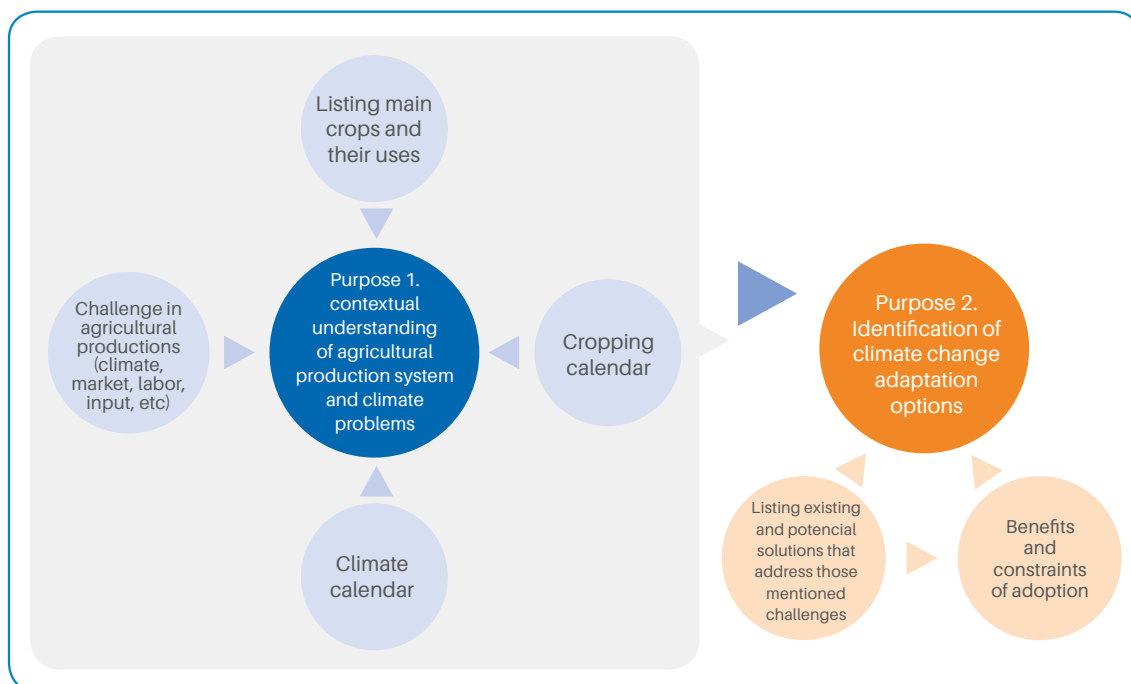 Listing main
crops and
their uses
Challenge in
agricultural
productions
(climate,
market, labor,
input, etc)
Purpose 1.
contextual
understanding
of agricultural
production system
and climate
problems
Cropping
calendar
Climate
calendar
Purpose 2.
Identification of
climate change
adaptation
options
Listing existing
and potencial
solutions that
address those
mentioned
challenges
Benefits
and
constraints
of adoption